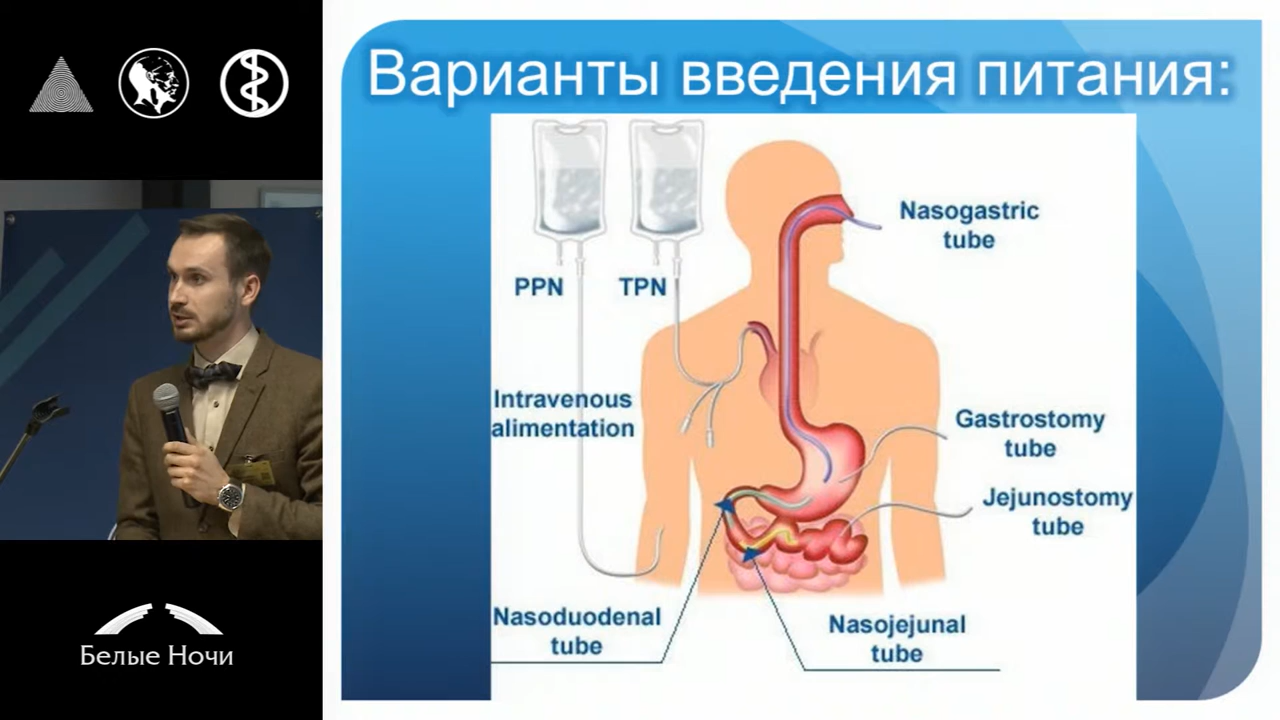 Варианты введения питания:
Nasogastric
tube
PPN
TPN
Intravenous
alimentation
Gastrostomy
tube
Jejunostomy
tube
Nasoduodenal
tube
Nasojejunal
tube
Белые Ночи